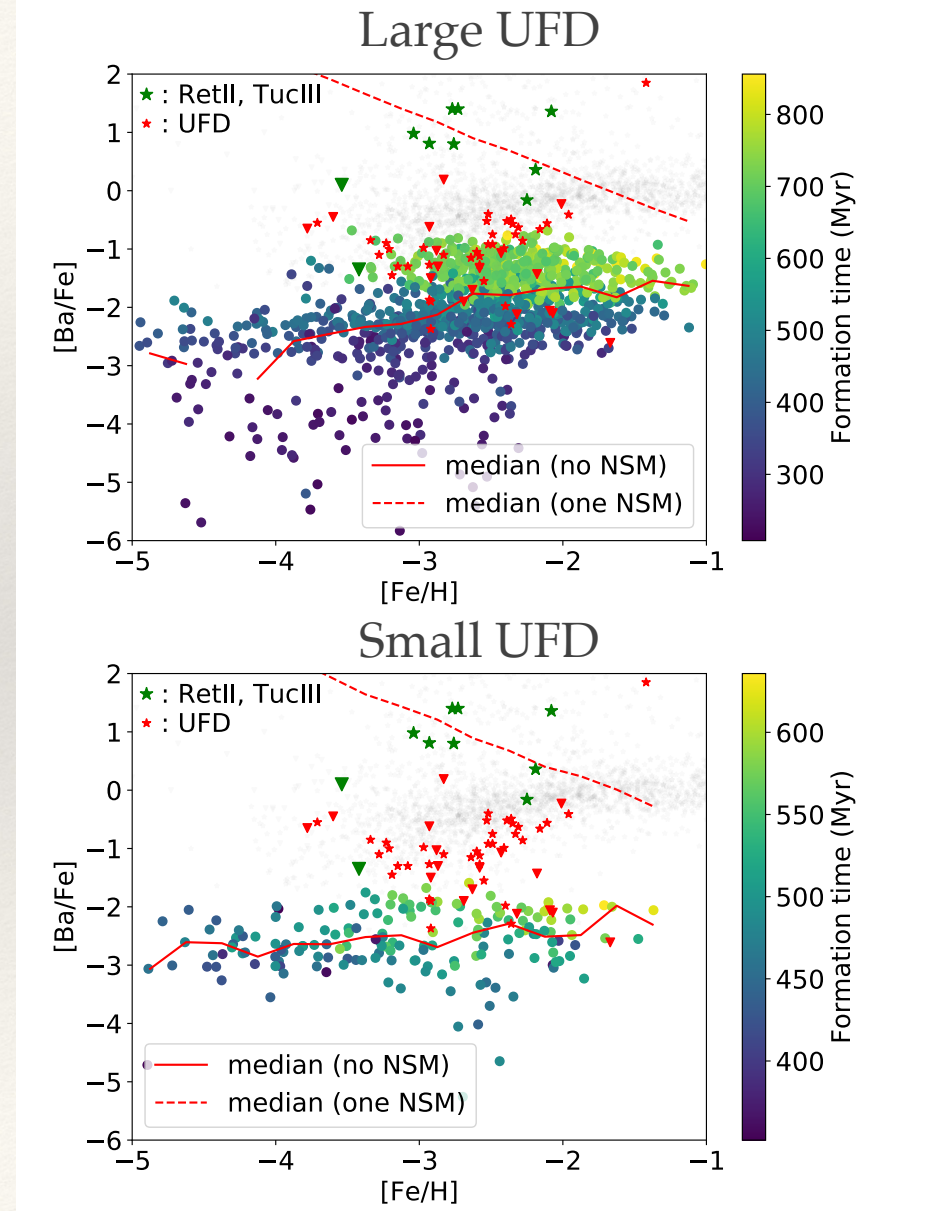 Large UFD
2
1
0
−1
−2
−3
−4
−5
−6
[Ba/Fe]
: RetII, TucIII
: UFD
median (no NSM)
median (one NSM)
−5
−4
−3
−2
−1
[Fe/H]
800
700
600
500
400
300
Formation time (Myr)
Small UFD
2
1
0
−1
−2
−3
−4
−5
−6
[Ba/Fe]
: RetII, TucIII
: UFD
median (no NSM)
median (one NSM)
−5
−4
−3
−2
−1
[Fe/H]
600
550
500
450
400
Formation time (Myr)